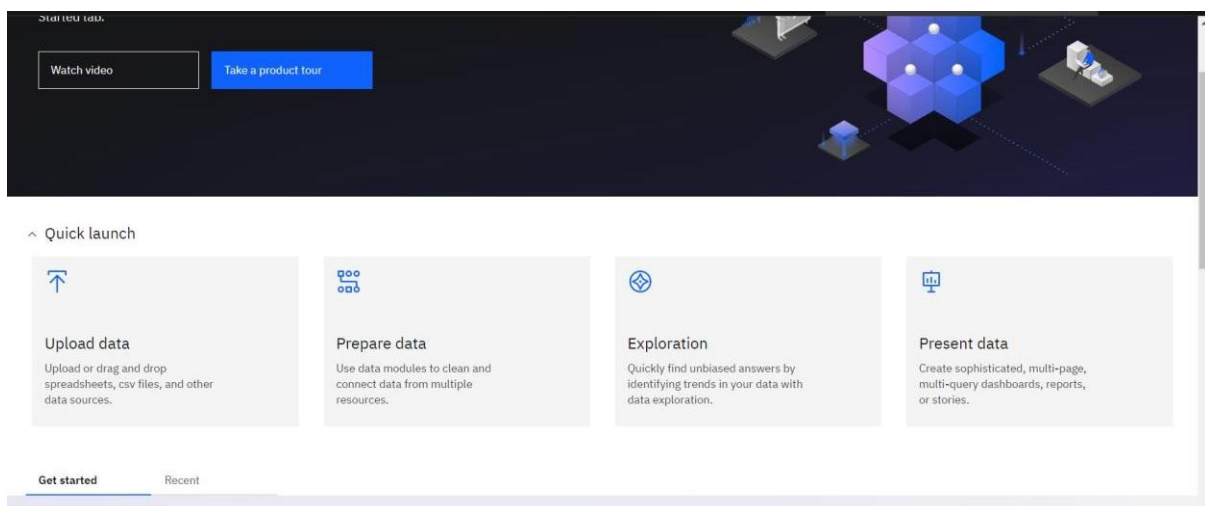 Started tab.
Watch video
Take a product tour
Quick launch
Upload data
Upload or drag and drop
spreadsheets, csv files, and other
data sources.
Prepare data
Use data modules to clean and
connect data from multiple
resources.
Exploration
Quickly find unbiased answers by
identifying trends in your data with
data exploration.
Present data
Create sophisticated, multi-page,
multi-query dashboards, reports,
or stories.
Get started
Recent